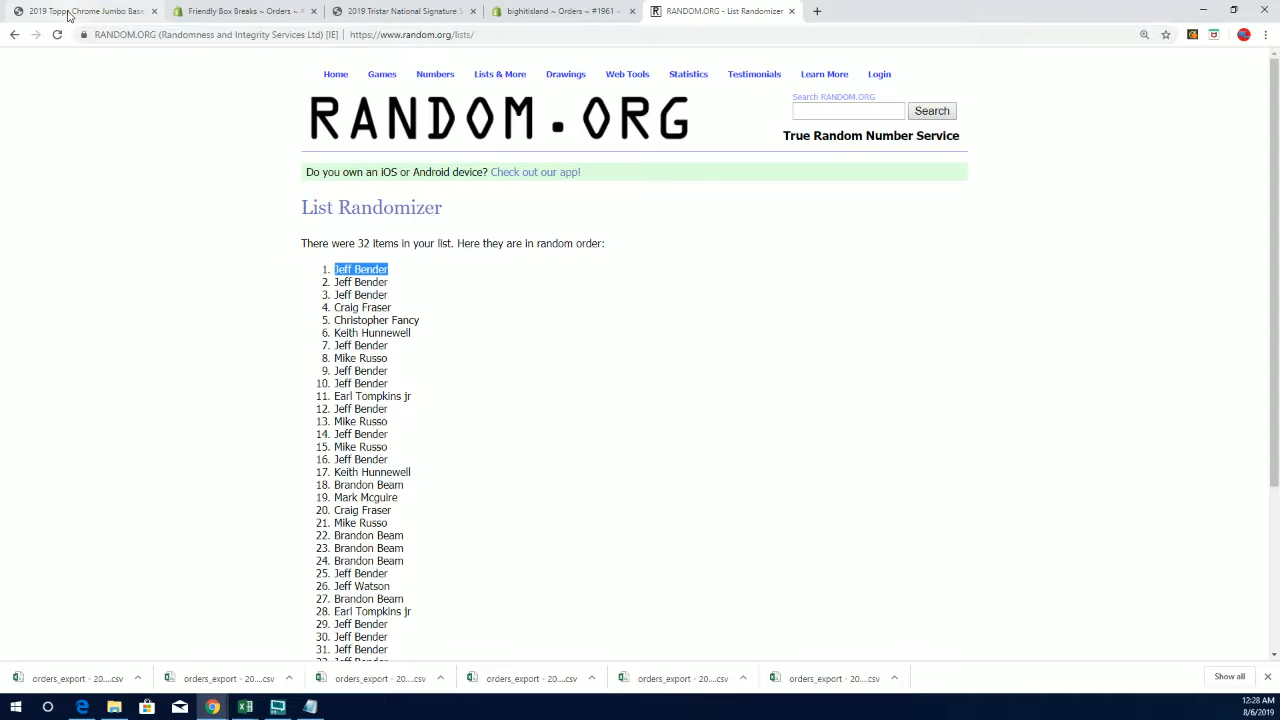 2019 Topps Chrome Jumbo Base
Friendly Box Breaks ~ Orders ~
2019 Tristar National Signature S
bightisland ~ Orders ~ #1961 ~
RANDOM.ORG - List Randomizer
RANDOM.ORG (Randomness and Integrity Services Ltd) [IE] | https://www.random.org/lists/
Home Games Numbers Lists & More Drawings Web Tools Statistics Testimonials Learn More Login
RANDOM.ORG
Search RANDOM.ORG
Search
True Random Number Service
Do you own an iOS or Android device? Check out our app!
List Randomizer
There were 32 items in your list. Here they are in random order:
1. Jeff Bender
2. Jeff Bender
3. Jeff Bender
4. Craig Fraser
5. Christopher Fancy
6. Keith Hunnewell
7. Jeff Bender
8. Mike Russo
9. Jeff Bender
10. Jeff Bender
11. Earl Tompkins jr
12. Jeff Bender
13. Mike Russo
14. Jeff Bender
15. Mike Russo
16. Jeff Bender
17. Keith Hunnewell
18. Brandon Beam
19. Mark Mcguire
20. Craig Fraser
21. Mike Russo
22. Brandon Beam
23. Brandon Beam
24. Brandon Beam
25. Jeff Bender
26. Jeff Watson
27. Brandon Beam
28. Earl Tompkins jr
29. Jeff Bender
30. Jeff Bender
31. Jeff Bender
32. Jeff Bender
orders_export - 20....csv orders_export - 20....csv orders_export - 20....csv orders_export - 20....csv orders_export - 20....csv orders_export - 20....csv Show all
12:28 AM
8/6/2019